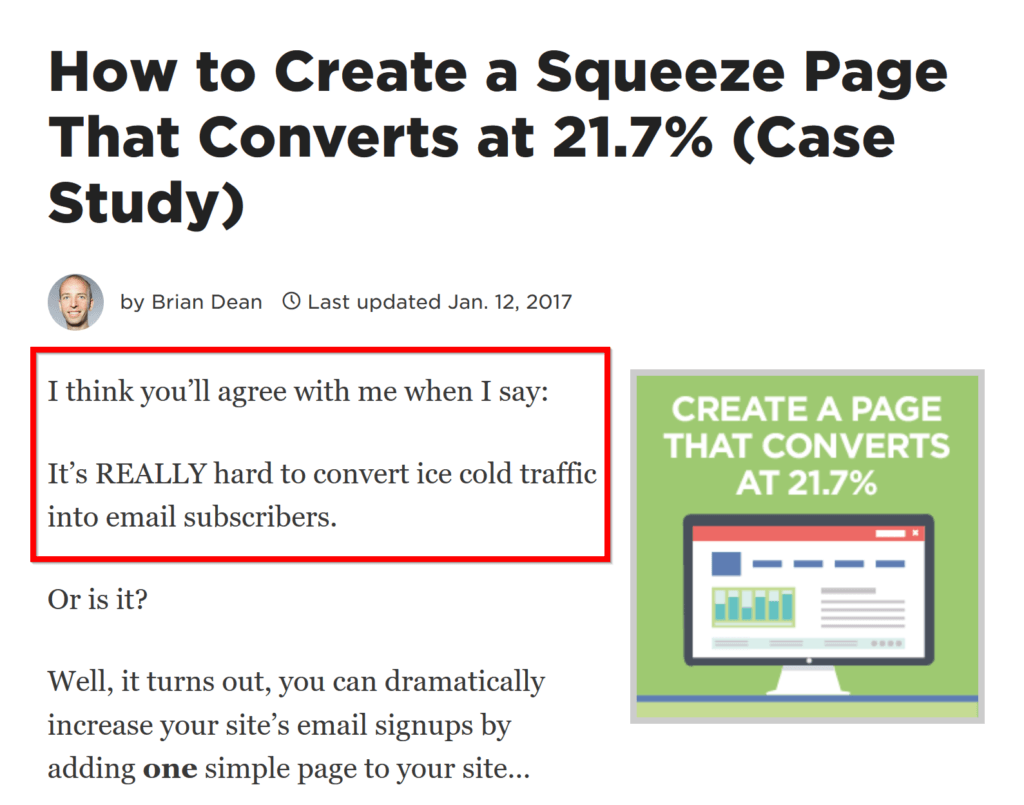 How to Create a Squeeze Page
That Converts at 21.7% (Case
Study)
by Brian Dean Last updated Jan. 12, 2017
I think you’ll agree with me when I say:
It’s REALLY hard to convert ice cold traffic
into email subscribers.
Or is it?
Well, it turns out, you can dramatically
increase your site’s email signups by
adding one simple page to your site...
CREATE A PAGE
THAT CONVERTS
AT 21.7%